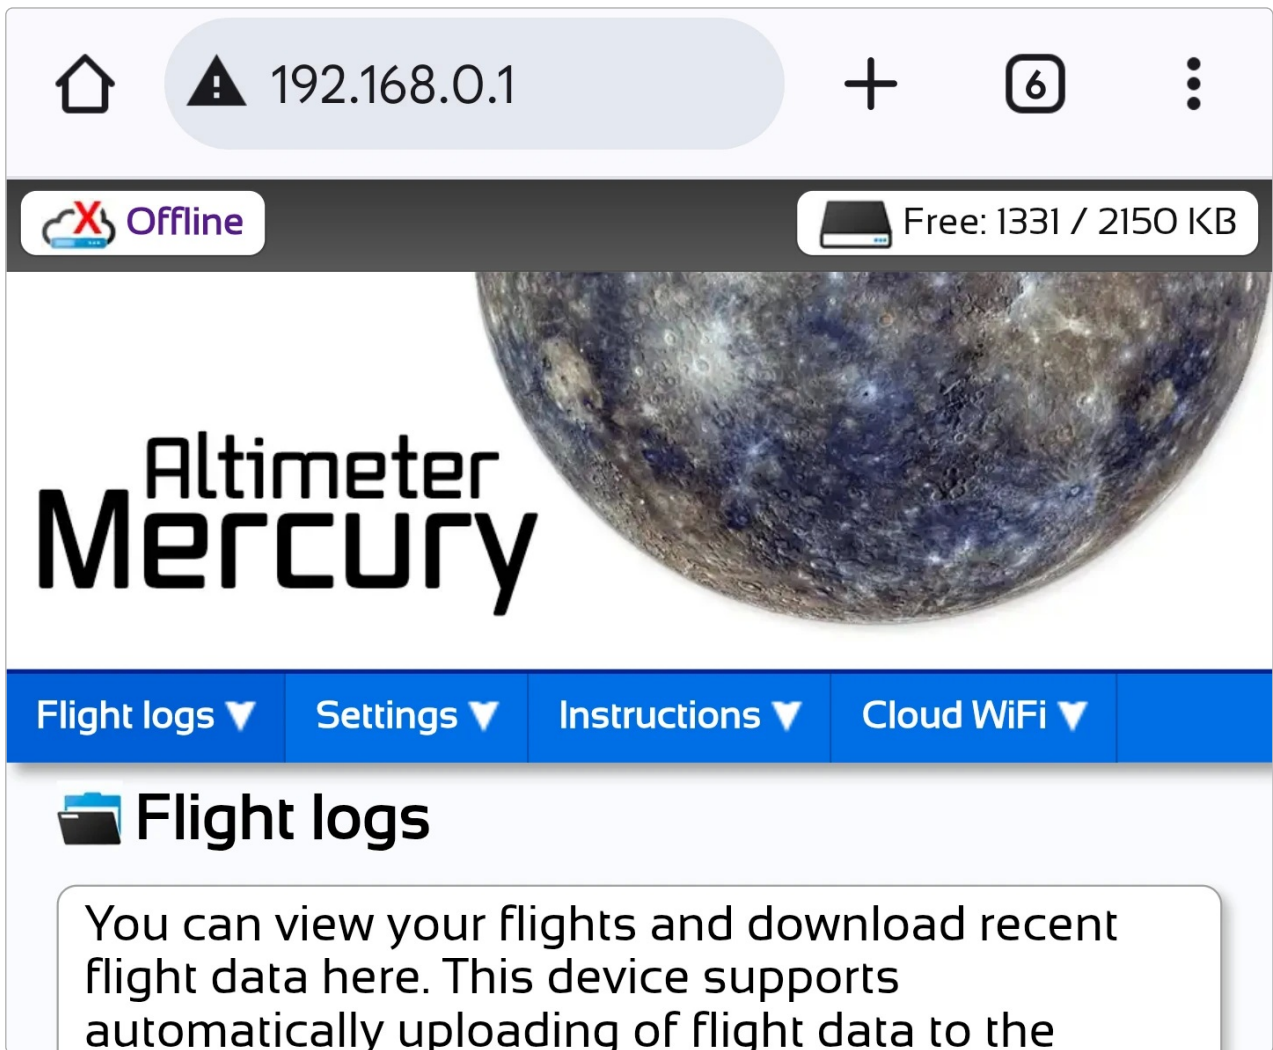 192.168.0.1
6
Offline
Free: 1331 / 2150 KB
Altimeter
Mercury
Flight logs
Settings
Instructions
Cloud WiFi
Flight logs
You can view your flights and download recent
flight data here. This device supports
automatically uploading of flight data to the